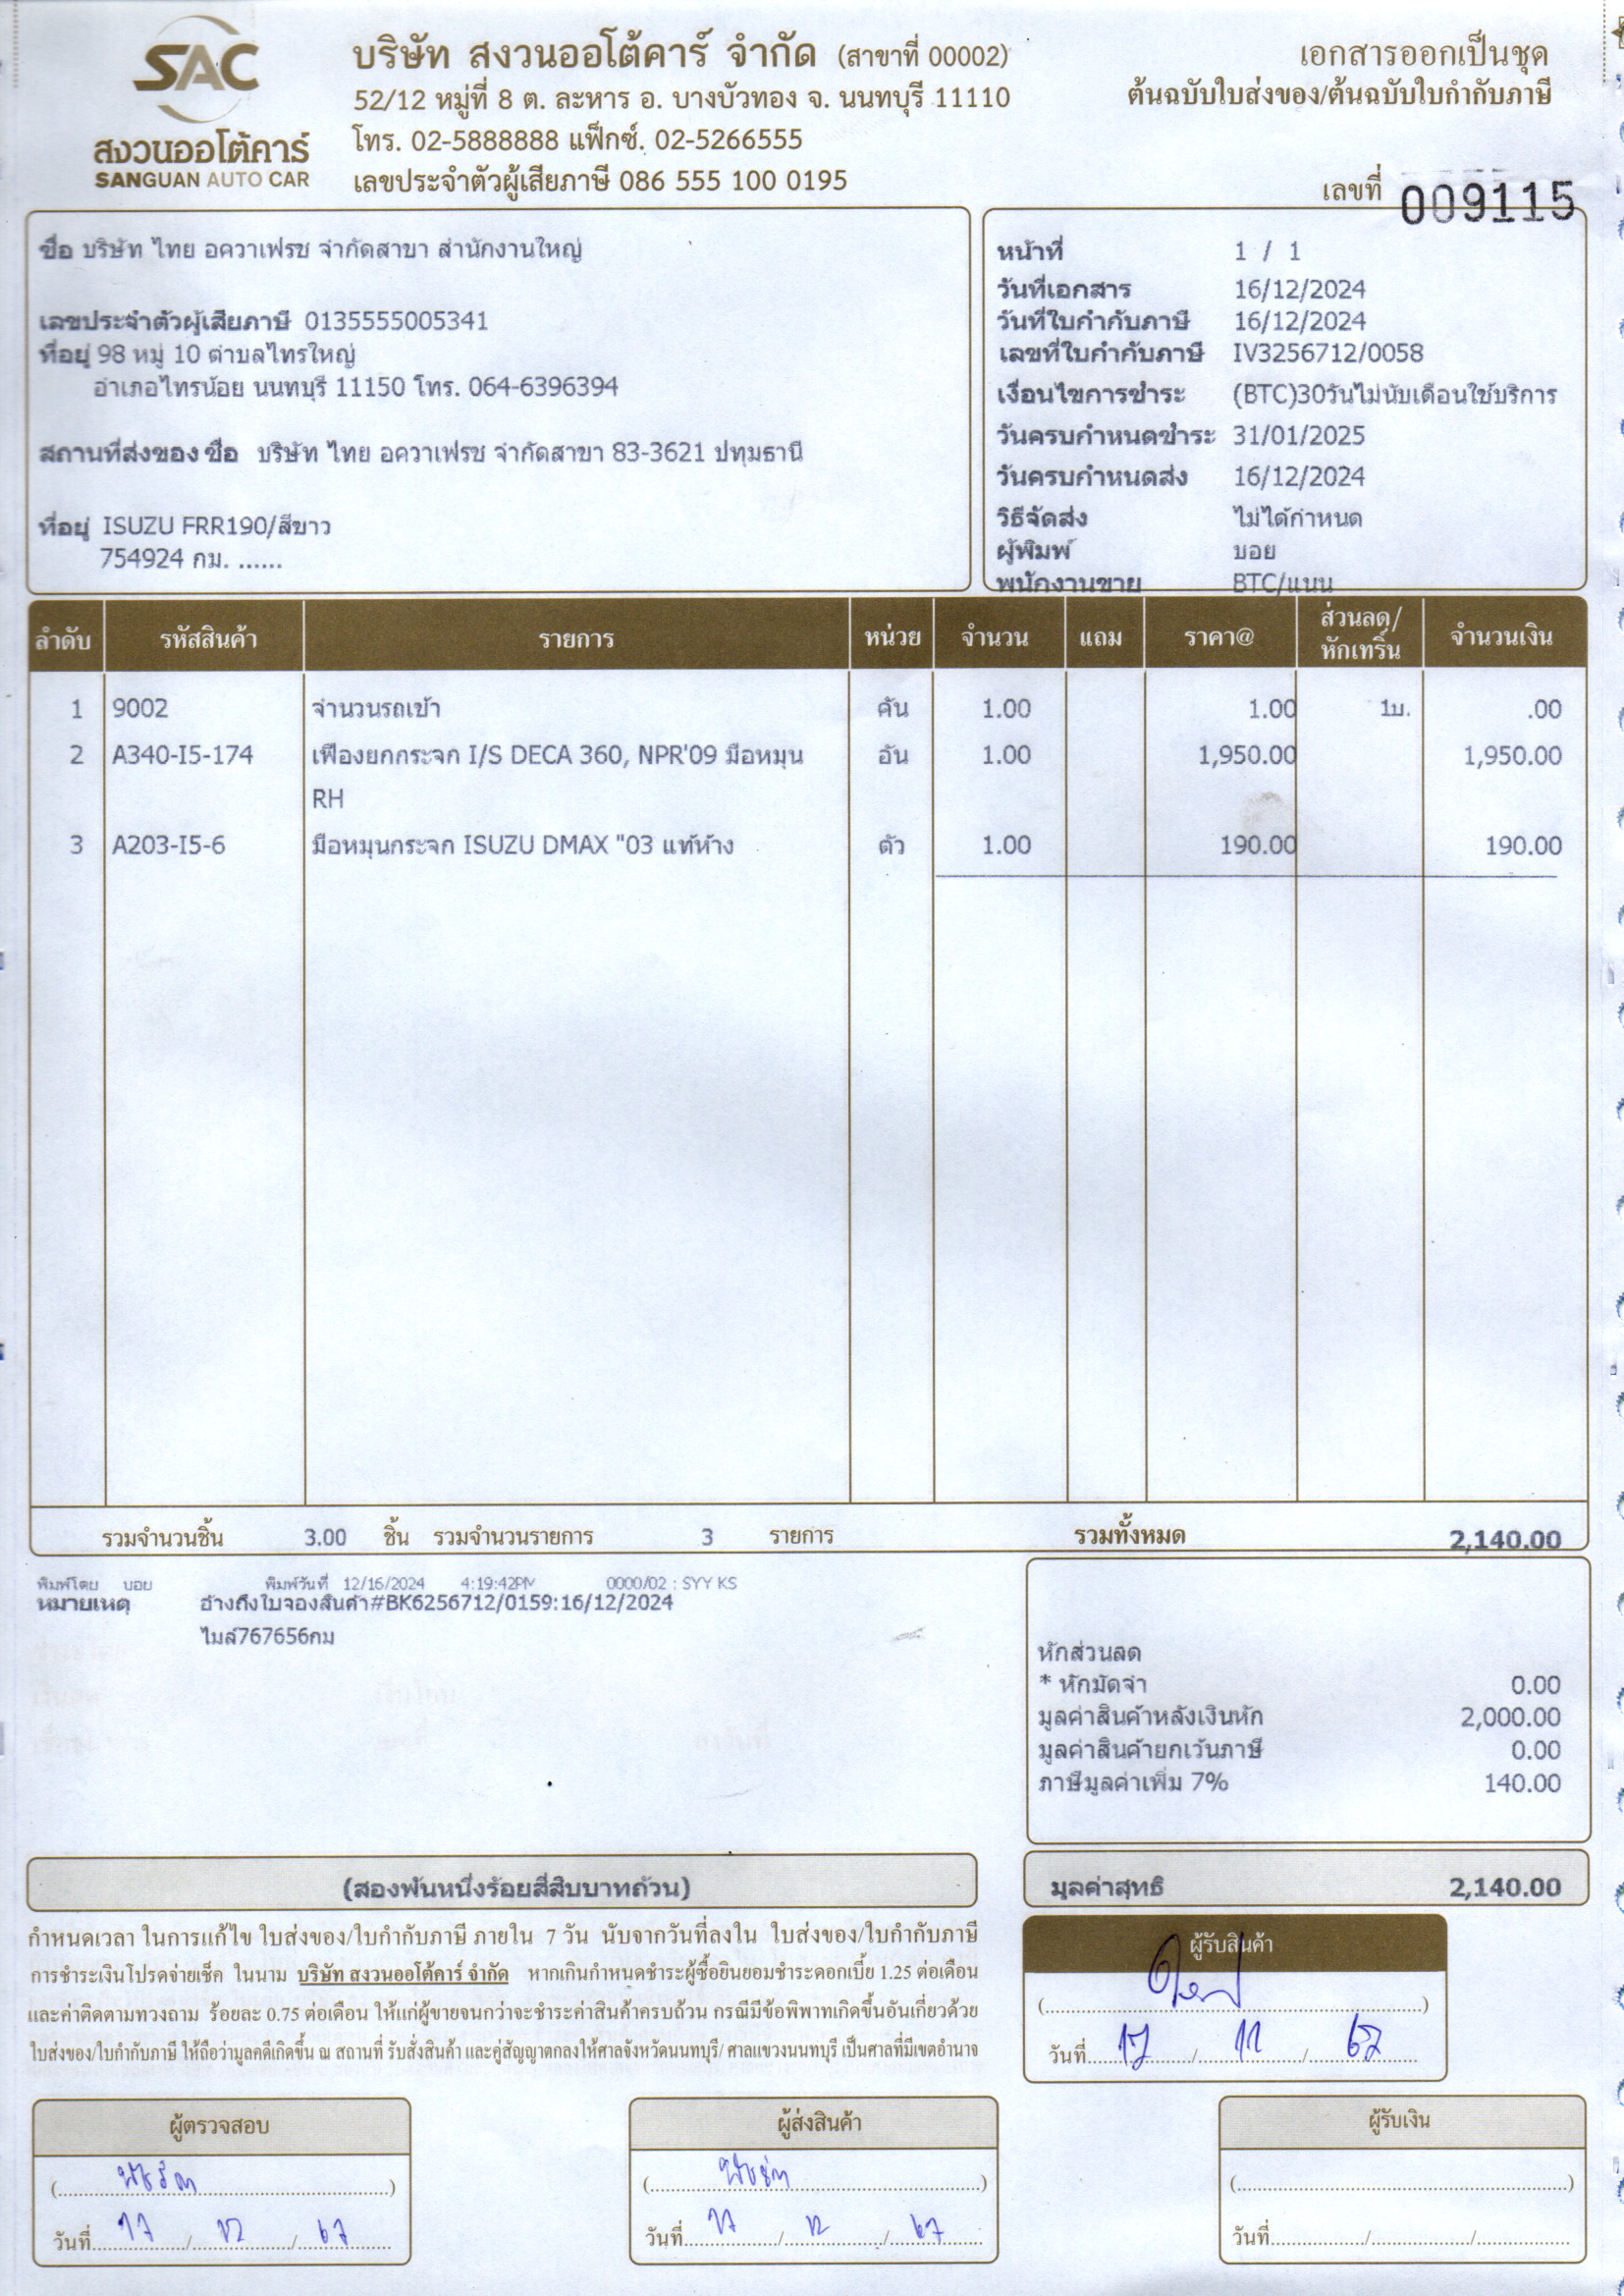 SAC
สงวนออโต้คาร์
SANGUAN AUTO CAR
บริษัท สงวนออโต้คาร์ จำกัด (สาขาที่ 00002)
52/12 หมู่ที่ 8 ต. ละหาร อ. บางบัวทอง จ. นนทบุรี 11110
โทร. 02-5888888 แฟ็กซ์. 02-5266555
เลขประจำตัวผู้เสียภาษี 086 555 100 0195
เอกสารออกเป็นชุด
ต้นฉบับใบส่งของ/ต้นฉบับใบกำกับภาษี
เลขที่ 009115
ชื่อ บริษัท ไทย อควาเฟรช จำกัดสาขา สำนักงานใหญ่
เลขประจำตัวผู้เสียภาษี 0135555005341
ที่อยู่ 98 หมู่ 10 ตำบลไทรใหญ่
อำเภอไทรน้อย นนทบุรี 11150 โทร. 064-6396394
สถานที่ส่งของ ชื่อ บริษัท ไทย อควาเฟรช จำกัดสาขา 83-3621 ปทุมธานี
ที่อยู่ ISUZU FRR190/สีขาว
754924 กม. ......
หน้าที่ 1 / 1
วันที่เอกสาร 16/12/2024
วันที่ใบกำกับภาษี 16/12/2024
เลขที่ใบกำกับภาษี IV3256712/0058
เงื่อนไขการชำระ (BTC)30วันไม่นับเดือนใช้บริการ
วันครบกำหนดชำระ 31/01/2025
วันครบกำหนดส่ง 16/12/2024
วิธีจัดส่ง ไม่ได้กำหนด
ผู้พิมพ์ บอย
พนักงานขาย BTC/แนน
ลำดับ รหัสสินค้า รายการ หน่วย จำนวน แถม ราคา@ ส่วนลด/หักเทริ่น จำนวนเงิน
1 9002 จำนวนรถเข้า คัน 1.00 1.00 1บ. .00
2 A340-I5-174 เฟืองยกกระจก I/S DECA 360, NPR'09 มือหมุน อัน 1.00 1,950.00 1,950.00
RH
3 A203-I5-6 มือหมุนกระจก ISUZU DMAX "03 แท้ห้าง ตัว 1.00 190.00 190.00
รวมจำนวนชิ้น 3.00 ชิ้น รวมจำนวนรายการ 3 รายการ รวมทั้งหมด 2,140.00
พิมพ์โดย บอย พิมพ์วันที่ 12/16/2024 4:19:42PM 0000/02 : SYY KS
หมายเหตุ อ้างถึงใบจองสินค้า#BK6256712/0159:16/12/2024
ไมล์767656กม
หักส่วนลด
* หักมัดจำ 0.00
มูลค่าสินค้าหลังเงินหัก 2,000.00
มูลค่าสินค้ายกเว้นภาษี 0.00
ภาษีมูลค่าเพิ่ม 7% 140.00
(สองพันหนึ่งร้อยสี่สิบบาทถ้วน)
มูลค่าสุทธิ 2,140.00
กำหนดเวลา ในการแก้ไข ใบส่งของ/ใบกำกับภาษี ภายใน 7 วัน นับจากวันที่ลงใน ใบส่งของ/ใบกำกับภาษี
การชำระเงินโปรดจ่ายเช็ค ในนาม บริษัท สงวนออโต้คาร์ จำกัด หากเกินกำหนดชำระผู้ซื้อยินยอมชำระดอกเบี้ย 1.25 ต่อเดือน
และค่าติดตามทวงถาม ร้อยละ 0.75 ต่อเดือน ให้แก่ผู้ขายจนกว่าจะชำระค่าสินค้าครบถ้วน กรณีมีข้อพิพาทเกิดขึ้นอันเกี่ยวด้วย
ใบส่งของ/ใบกำกับภาษี ให้ถือว่ามูลคดีเกิดขึ้น ณ สถานที่ รับสั่งสินค้า และคู่สัญญาตกลงให้ศาลจังหวัดนนทบุรี/ ศาลแขวงนนทบุรี เป็นศาลที่มีเขตอำนาจ
ผู้รับสินค้า
วันที่ / / 67
ผู้ตรวจสอบ
วันที่ 17 / 12 / 67
ผู้ส่งสินค้า
วันที่ 17 / 12 / 67
ผู้รับเงิน
วันที่ / /